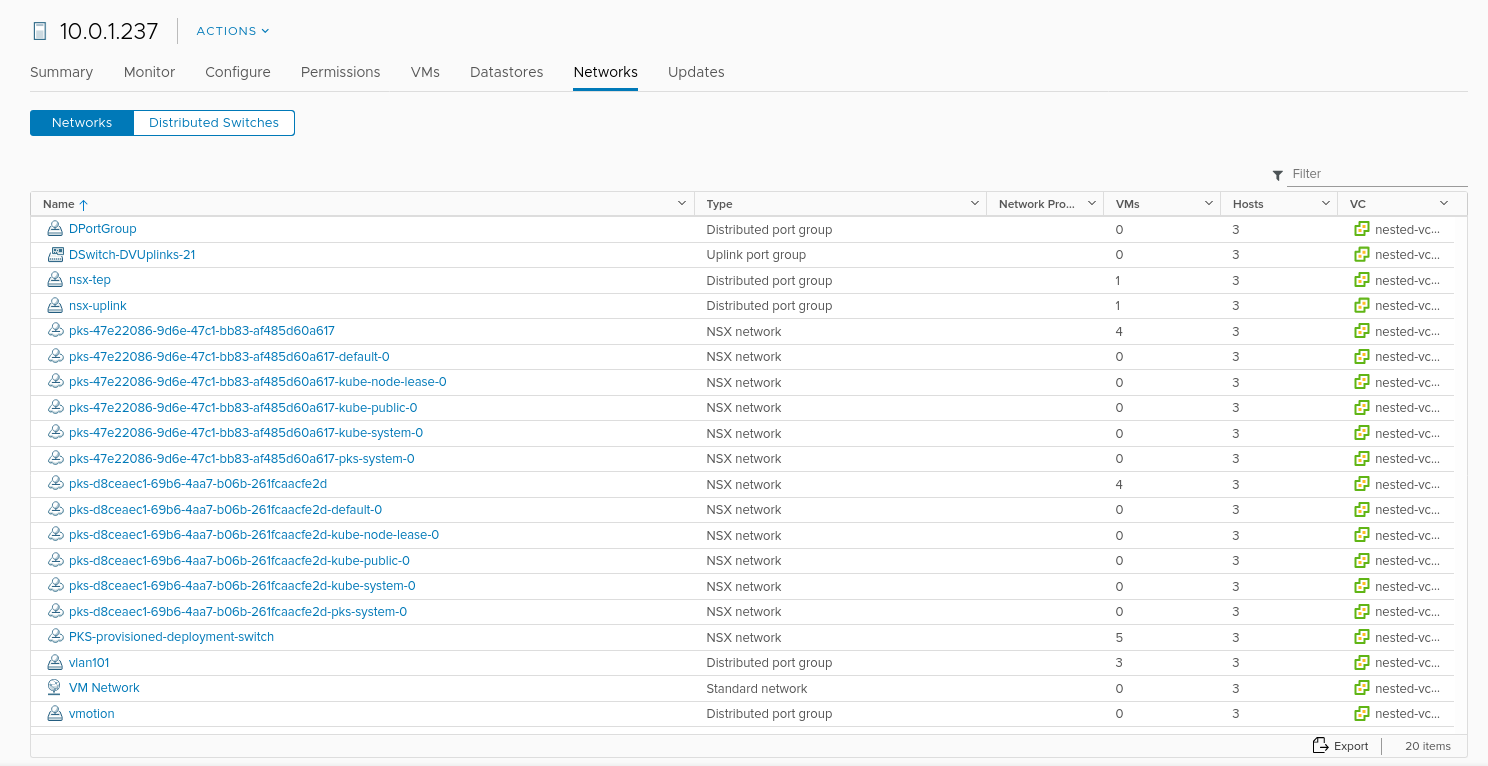 10.0.1.237 ACTIONS
Summary Monitor Configure Permissions VMs Datastores Networks Updates
Networks Distributed Switches
Filter
Name Type Network Pro... VMs Hosts VC
DPortGroup Distributed port group 0 3 nested-vc...
DSwitch-DVUplinks-21 Uplink port group 0 3 nested-vc...
nsx-tep Distributed port group 1 3 nested-vc...
nsx-uplink Distributed port group 1 3 nested-vc...
pks-47e22086-9d6e-47c1-bb83-af485d60a617 NSX network 4 3 nested-vc...
pks-47e22086-9d6e-47c1-bb83-af485d60a617-default-0 NSX network 0 3 nested-vc...
pks-47e22086-9d6e-47c1-bb83-af485d60a617-kube-node-lease-0 NSX network 0 3 nested-vc...
pks-47e22086-9d6e-47c1-bb83-af485d60a617-kube-public-0 NSX network 0 3 nested-vc...
pks-47e22086-9d6e-47c1-bb83-af485d60a617-kube-system-0 NSX network 0 3 nested-vc...
pks-47e22086-9d6e-47c1-bb83-af485d60a617-pks-system-0 NSX network 0 3 nested-vc...
pks-d8ceaec1-69b6-4aa7-b06b-261fcaacfe2d NSX network 4 3 nested-vc...
pks-d8ceaec1-69b6-4aa7-b06b-261fcaacfe2d-default-0 NSX network 0 3 nested-vc...
pks-d8ceaec1-69b6-4aa7-b06b-261fcaacfe2d-kube-node-lease-0 NSX network 0 3 nested-vc...
pks-d8ceaec1-69b6-4aa7-b06b-261fcaacfe2d-kube-public-0 NSX network 0 3 nested-vc...
pks-d8ceaec1-69b6-4aa7-b06b-261fcaacfe2d-kube-system-0 NSX network 0 3 nested-vc...
pks-d8ceaec1-69b6-4aa7-b06b-261fcaacfe2d-pks-system-0 NSX network 0 3 nested-vc...
PKS-provisioned-deployment-switch NSX network 5 3 nested-vc...
vlan101 Distributed port group 3 3 nested-vc...
VM Network Standard network 0 3 nested-vc...
vmotion Distributed port group 0 3 nested-vc...
Export 20 items